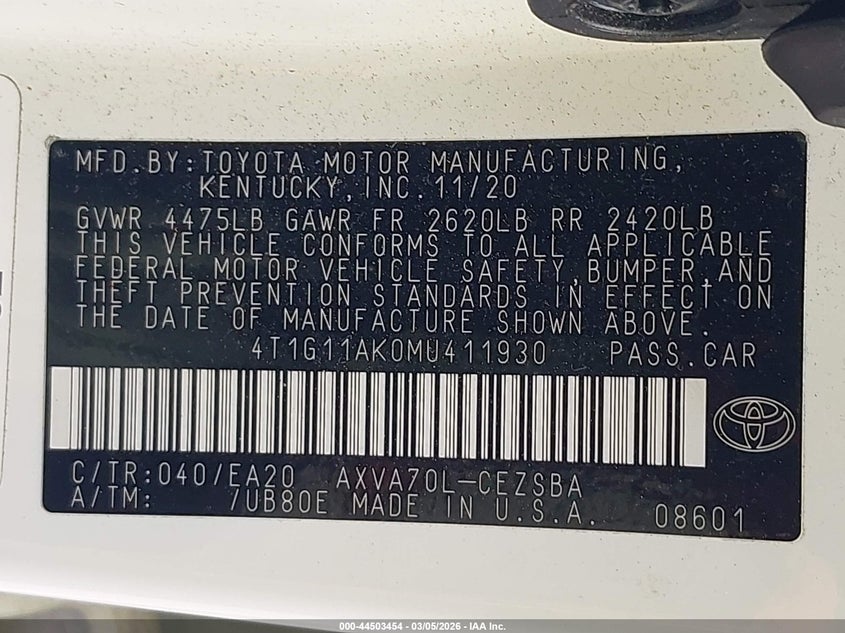 MFD.BY:TOYOTA MOTOR MANUFACTURING,
KENTUCKY,INC.11/20
GVWR 4475LB GAWR FR 2620LB RR 2420LB
THIS VEHICLE CONFORMS TO ALL APPLICABLE
FEDERAL MOTOR VEHICLE SAFETY,BUMPER,AND
THEFT PREVENTION STANDARDS IN EFFECT ON
THE DATE OF MANUFACTURE SHOWN ABOVE.
4T1G11AK0MU411930 PASS.CAR
C/TR:040/EA20 AXVA70L-CEZSBA
A/TM: 7UB80E MADE IN U.S.A. 08601
000-44503454 - 03/05/2026 - IAA Inc.